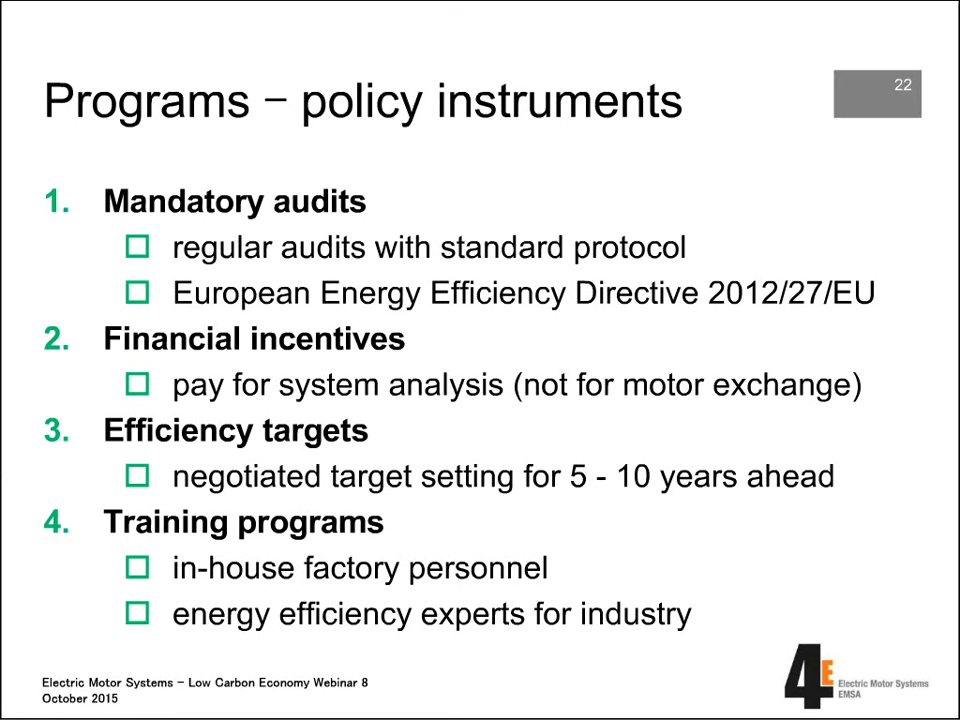 Programs – policy instruments
22
1. Mandatory audits
regular audits with standard protocol
European Energy Efficiency Directive 2012/27/EU
2. Financial incentives
pay for system analysis (not for motor exchange)
3. Efficiency targets
negotiated target setting for 5 - 10 years ahead
4. Training programs
in-house factory personnel
energy efficiency experts for industry
Electric Motor Systems – Low Carbon Economy Webinar 8
October 2015
4E
Electric Motor Systems
EMSA